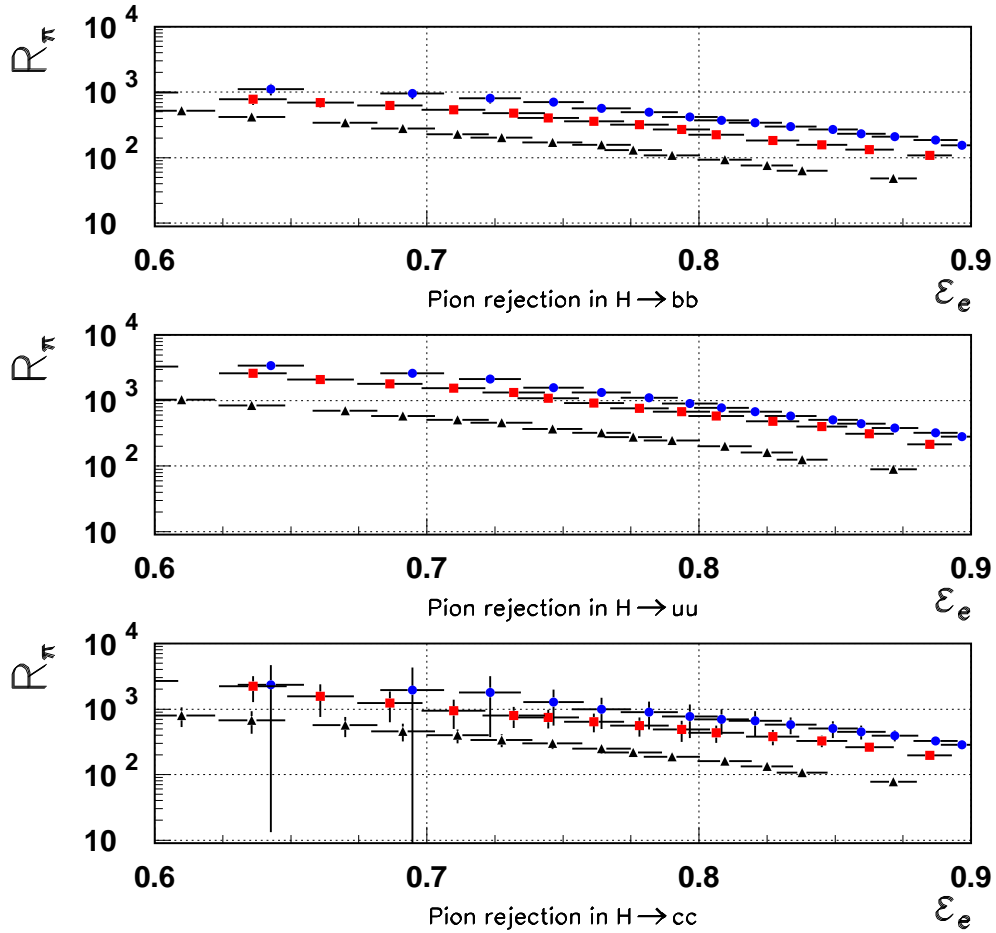 R π
10 4
10 3
10 2
10
0.6 0.7 0.8 0.9
Pion rejection in H → bb
ε e
R π
10 4
10 3
10 2
10
0.6 0.7 0.8 0.9
Pion rejection in H → uu
ε e
R π
10 4
10 3
10 2
10
0.6 0.7 0.8 0.9
Pion rejection in H → cc
ε e